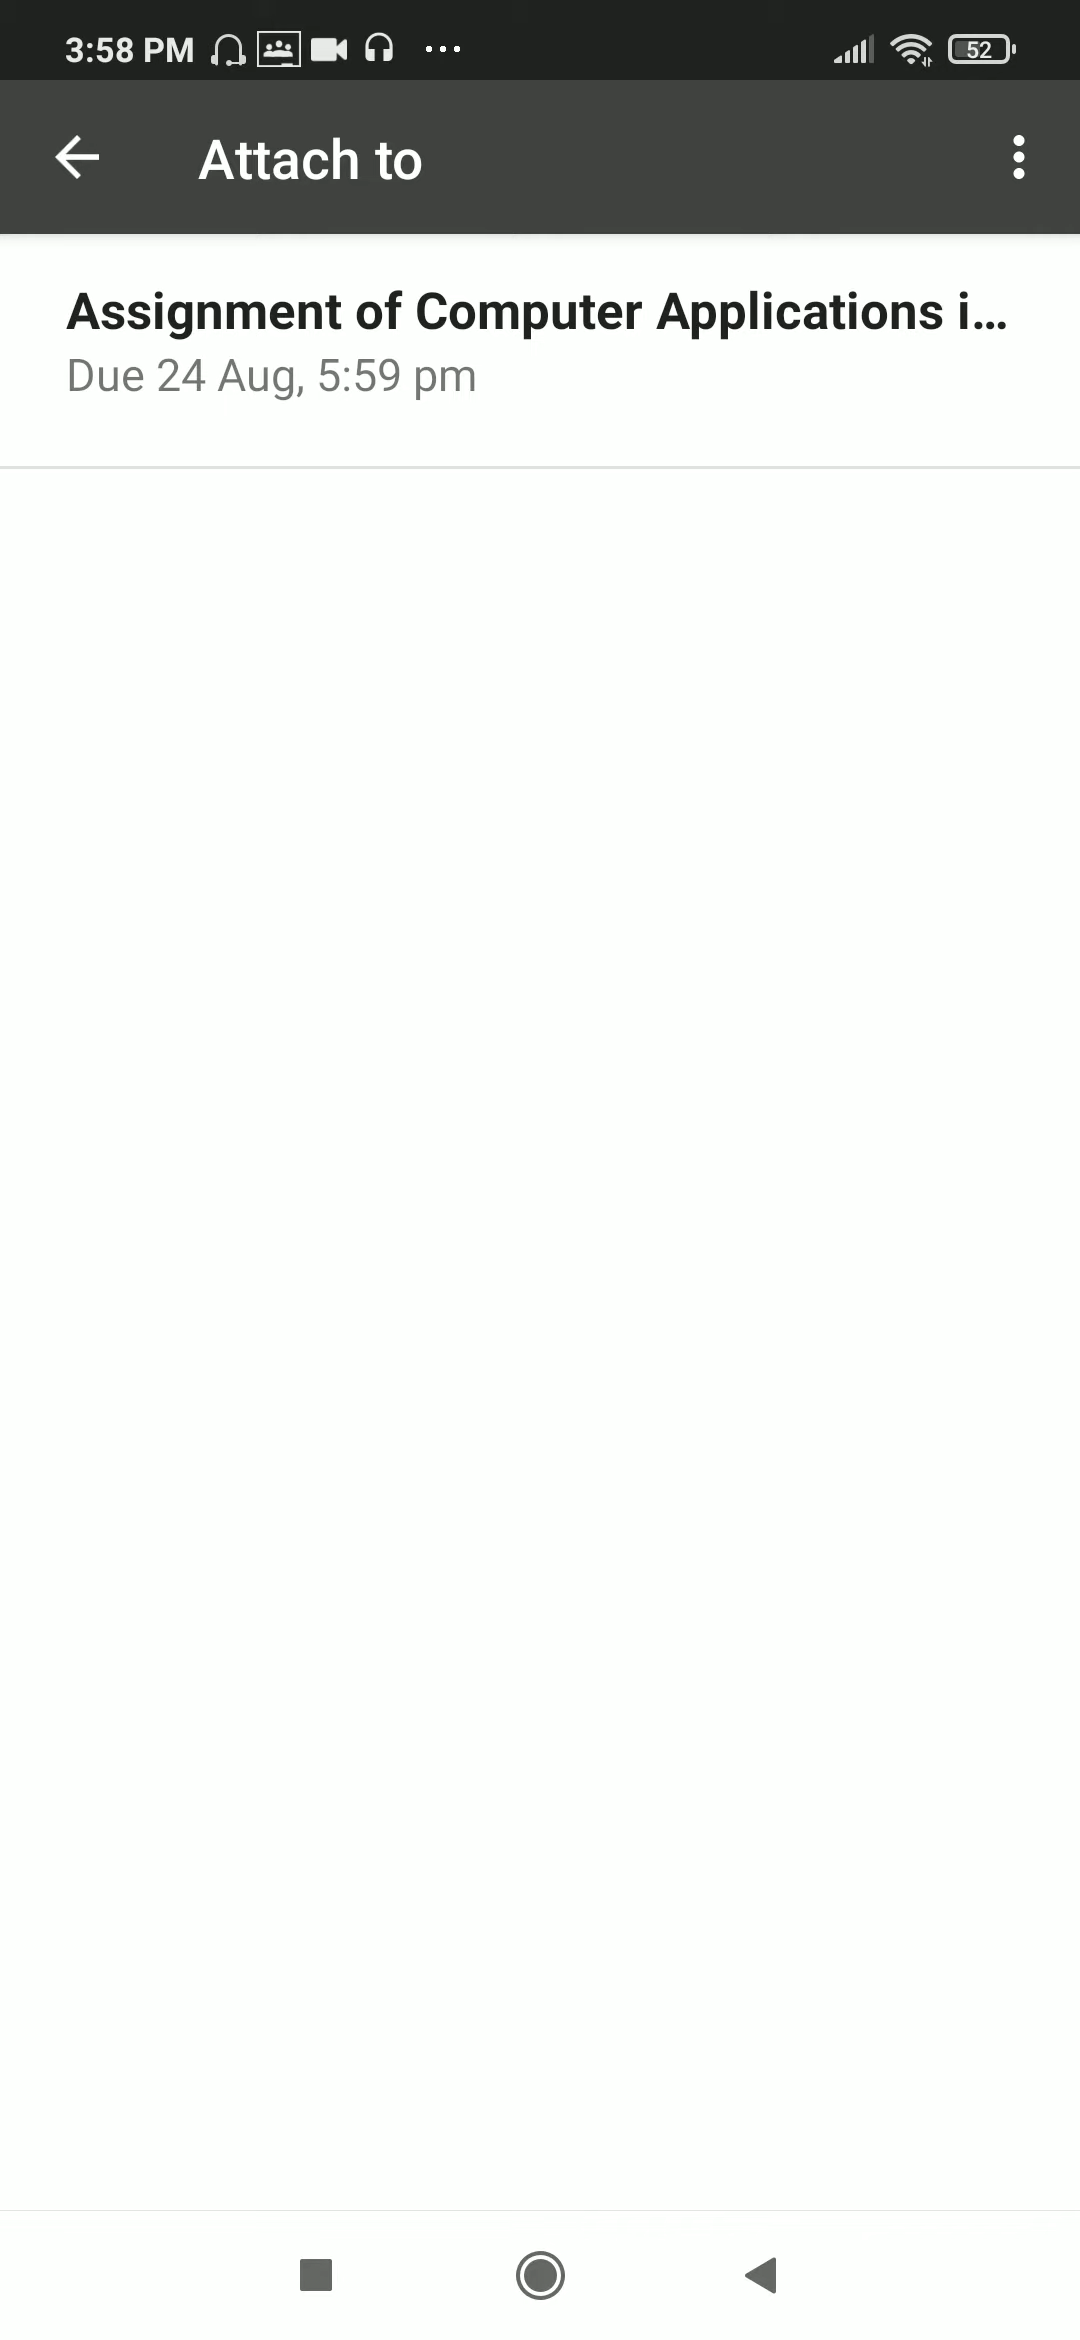 3:58 PM
52
Attach to
Assignment of Computer Applications i...
Due 24 Aug, 5:59 pm